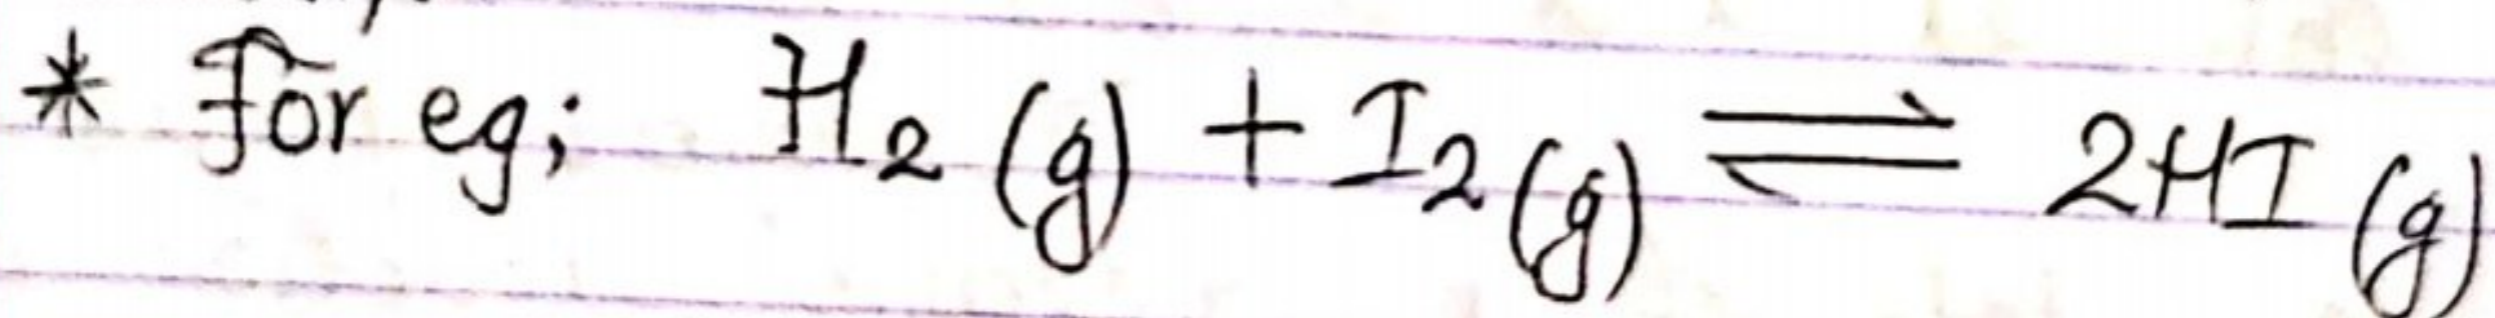 * For eg; H₂ (g) + I₂ (g) ⇌ 2HI (g)